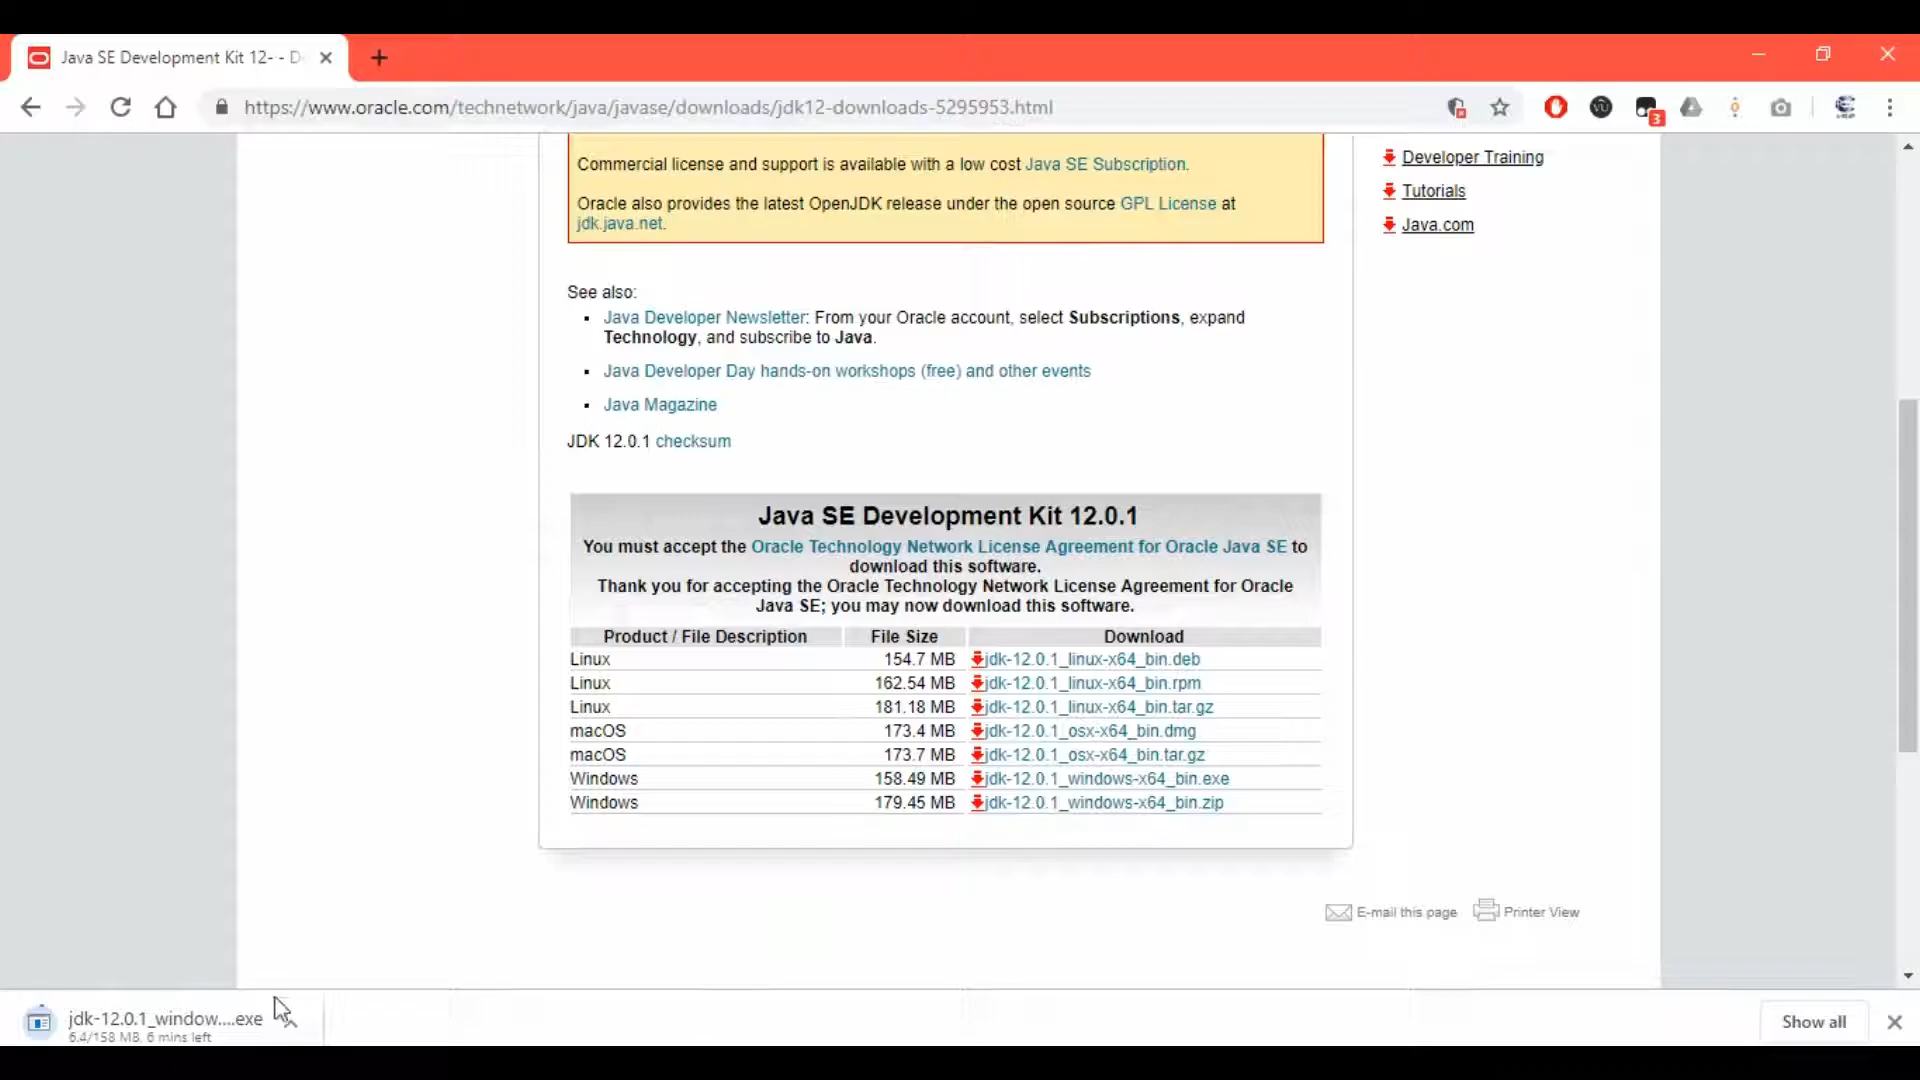 Java SE Development Kit 12- - D
https://www.oracle.com/technetwork/java/javase/downloads/jdk12-downloads-5295953.html
3
Commercial license and support is available with a low cost Java SE Subscription.
Oracle also provides the latest OpenJDK release under the open source GPL License at
jdk.java.net.
Developer Training
Tutorials
Java.com
See also:
Java Developer Newsletter: From your Oracle account, select Subscriptions, expand
Technology, and subscribe to Java.
Java Developer Day hands-on workshops (free) and other events
Java Magazine
JDK 12.0.1 checksum
Java SE Development Kit 12.0.1
You must accept the Oracle Technology Network License Agreement for Oracle Java SE to
download this software.
Thank you for accepting the Oracle Technology Network License Agreement for Oracle
Java SE; you may now download this software.
Product / File Description File Size Download
Linux 154.7 MB jdk-12.0.1_linux-x64_bin.deb
Linux 162.54 MB jdk-12.0.1_linux-x64_bin.rpm
Linux 181.18 MB jdk-12.0.1_linux-x64_bin.tar.gz
macOS 173.4 MB jdk-12.0.1_osx-x64_bin.dmg
macOS 173.7 MB jdk-12.0.1_osx-x64_bin.tar.gz
Windows 158.49 MB jdk-12.0.1_windows-x64_bin.exe
Windows 179.45 MB jdk-12.0.1_windows-x64_bin.zip
E-mail this page Printer View
jdk-12.0.1_window....exe
6.4/158 MB, 6 mins left
Show all